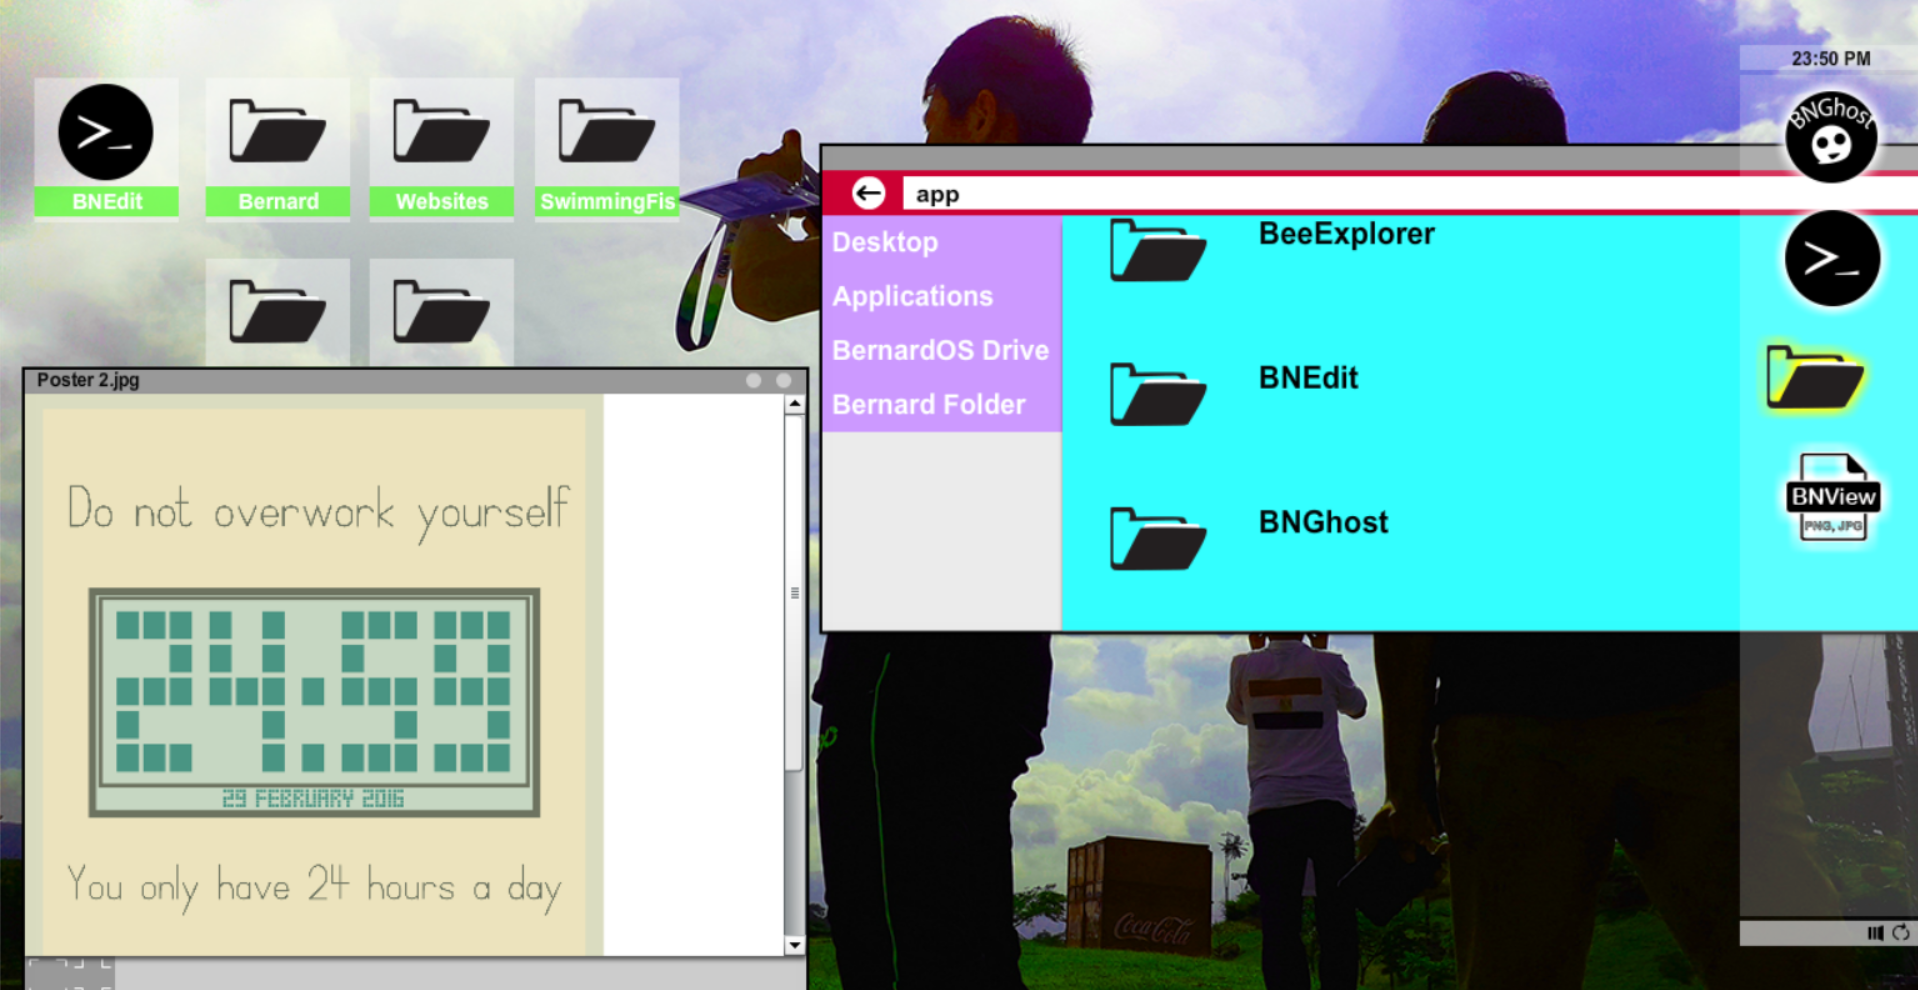 23:50 PM
BNGhost
BNEdit
Bernard
Websites
SwimmingFis
app
Desktop
Applications
BernardOS Drive
Bernard Folder
BeeExplorer
BNEdit
BNGhost
>_
>_
BNView
PNG, JPG
Poster 2.jpg
Do not overwork yourself
24:59
29 FEBRUARY 2016
You only have 24 hours a day
Coca-Cola